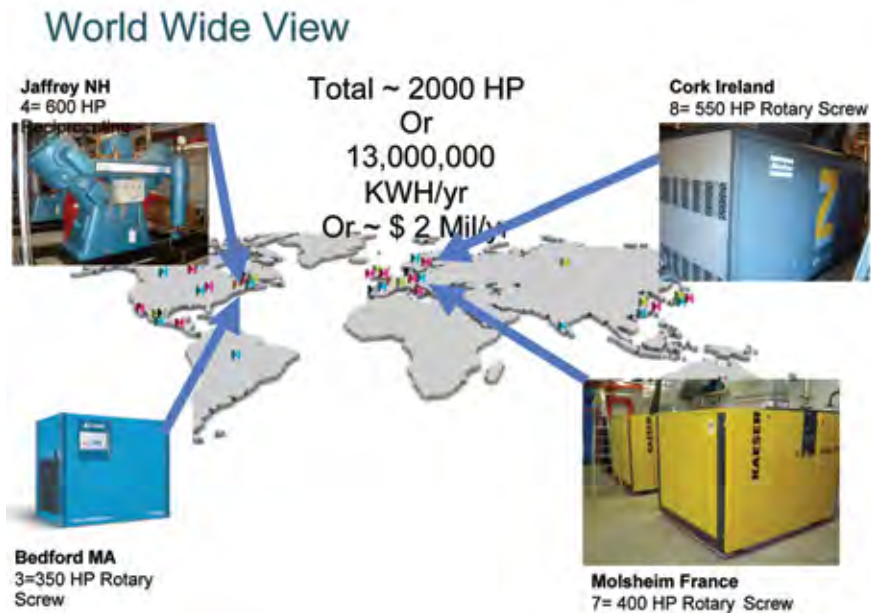 World Wide View
Jaffrey NH
4= 600 HP
Reciprocating
Total ~ 2000 HP
Or
13,000,000
KWH/yr
Or ~ $ 2 Mil/yr
Cork Ireland
8= 550 HP Rotary Screw
Z
KAESER
Bedford MA
3=350 HP Rotary
Screw
Molsheim France
7= 400 HP Rotary Screw